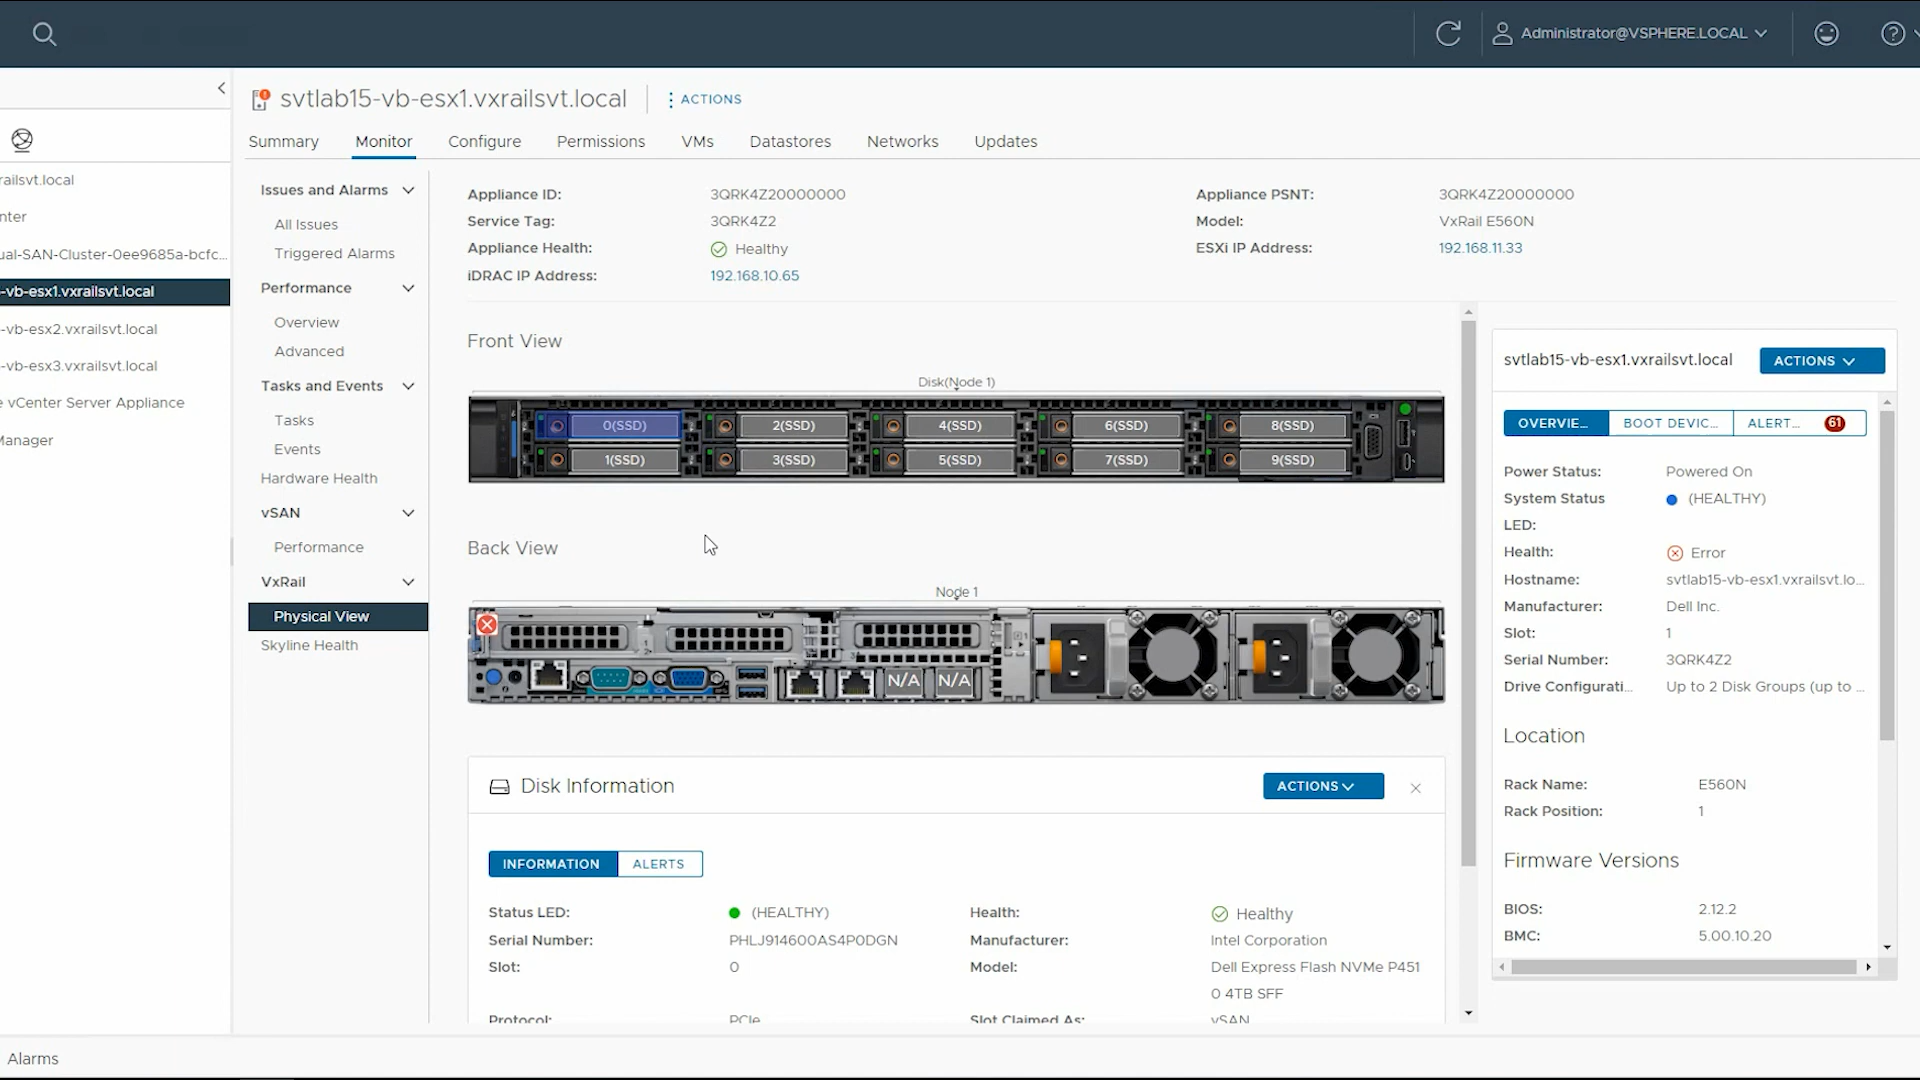 Administrator@VSPHERE.LOCAL
svtlab15-vb-esx1.vxrailsvt.local
ACTIONS
Summary Monitor Configure Permissions VMs Datastores Networks Updates
railsvt.local
nter
ual-SAN-Cluster-0ee9685a-bcfc...
-vb-esx1.vxrailsvt.local
-vb-esx2.vxrailsvt.local
-vb-esx3.vxrailsvt.local
e vCenter Server Appliance
Manager
Issues and Alarms
All Issues
Triggered Alarms
Performance
Overview
Advanced
Tasks and Events
Tasks
Events
Hardware Health
vSAN
Performance
VxRail
Physical View
Skyline Health
Appliance ID: 3QRK4Z20000000
Service Tag: 3QRK4Z2
Appliance Health: Healthy
iDRAC IP Address: 192.168.10.65
Appliance PSNT: 3QRK4Z20000000
Model: VxRail E560N
ESXi IP Address: 192.168.11.33
Front View
Disk(Node 1)
0(SSD) 2(SSD) 4(SSD) 6(SSD) 8(SSD)
1(SSD) 3(SSD) 5(SSD) 7(SSD) 9(SSD)
Back View
Node 1
N/A N/A
Disk Information
ACTIONS
INFORMATION ALERTS
Status LED: (HEALTHY)
Serial Number: PHLJ914600AS4P0DGN
Slot: 0
Protocol: PCIe
Health: Healthy
Manufacturer: Intel Corporation
Model: Dell Express Flash NVMe P451
0 4TB SFF
Slot Claimed As: vSAN
svtlab15-vb-esx1.vxrailsvt.local
ACTIONS
OVERVIE... BOOT DEVIC... ALERT... 61
Power Status: Powered On
System Status (HEALTHY)
LED:
Health: Error
Hostname: svtlab15-vb-esx1.vxrailsvt.lo...
Manufacturer: Dell Inc.
Slot: 1
Serial Number: 3QRK4Z2
Drive Configurati... Up to 2 Disk Groups (up to ...
Location
Rack Name: E560N
Rack Position: 1
Firmware Versions
BIOS: 2.12.2
BMC: 5.00.10.20
Alarms